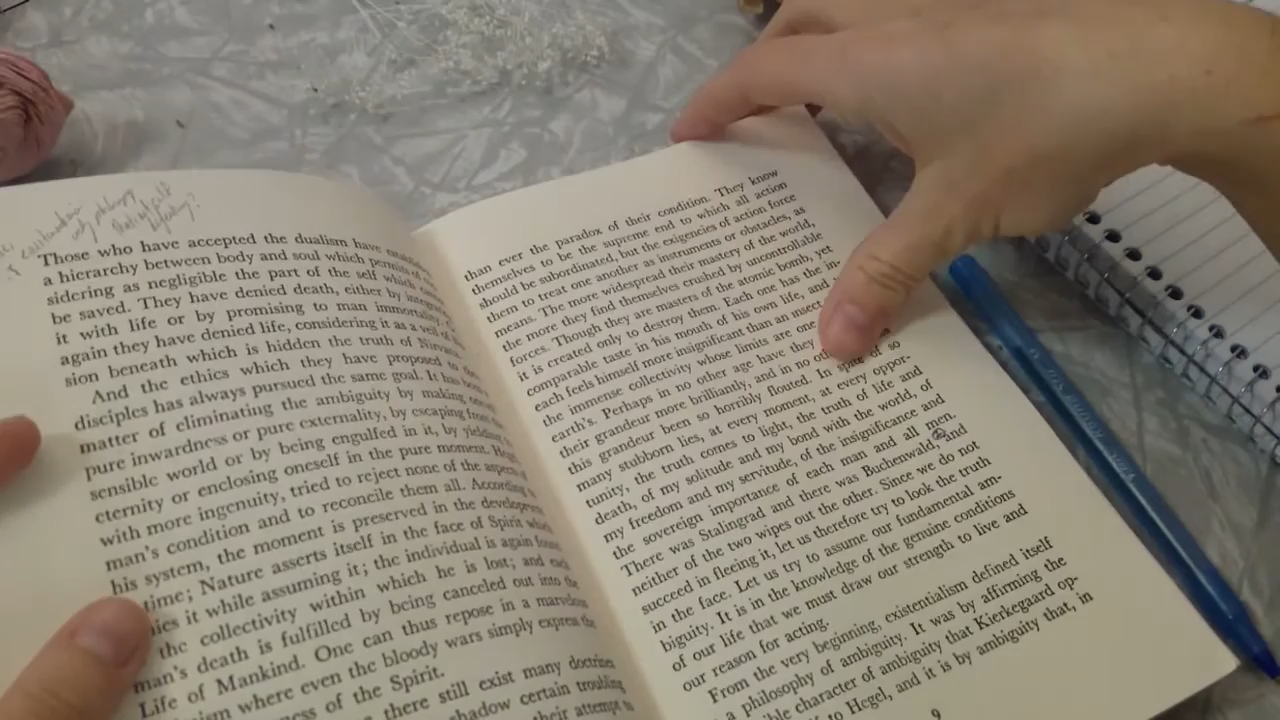 Those who have accepted the dualism have
a hierarchy between body and soul which permits of
sidering as negligible the part of the self which
be saved. They have denied death, either by
it with life or by promising to man immortality.
again they have denied life, considering it as a veil of
sion beneath which is hidden the truth of Nirvana.
And the ethics which they have proposed to
disciples has always pursued the same goal. It has
matter of eliminating the ambiguity by making
pure inwardness or pure externality, by escaping from
sensible world or by being engulfed in it, by yielding
eternity or enclosing oneself in the pure moment.
with more ingenuity, tried to reject none of the aspects
man's condition and to reconcile them all. According
his system, the moment is preserved in the
time; Nature asserts itself in the face of Spirit which
it while assuming it; the individual is again found
the collectivity within which he is lost; and each
man's death is fulfilled by being canceled out into the
Life of Mankind. One can thus repose in a marvelous
where even the bloody wars simply express the
of the Spirit.
there still exist many doctrines
shadow certain troubling
their attempt to
than ever the paradox of their condition. They know
themselves to be the supreme end to which all action
should be subordinated, but the exigencies of action force
them to treat one another as instruments or obstacles, as
means. The more widespread their mastery of the world,
the more they find themselves crushed by uncontrollable
forces. Though they are masters of the atomic bomb, yet
it is created only to destroy them. Each one has the in-
comparable taste in his mouth of his own life, and
each feels himself more insignificant than an insect
the immense collectivity whose limits are one
earth's. Perhaps in no other age have they
their grandeur more brilliantly, and in no
this grandeur been so horribly flouted. In spite of so
many stubborn lies, at every moment, at every oppor-
tunity, the truth comes to light, the truth of life and
death, of my solitude and my bond with the world, of
my freedom and my servitude, of the insignificance and
the sovereign importance of each man and all men.
There was Stalingrad and there was Buchenwald, and
neither of the two wipes out the other. Since we do not
succeed in fleeing it, let us therefore try to look the truth
in the face. Let us try to assume our fundamental am-
biguity. It is in the knowledge of the genuine conditions
of our life that we must draw our strength to live and
our reason for acting.
From the very beginning, existentialism defined itself
a philosophy of ambiguity. It was by affirming the
character of ambiguity that Kierkegaard op-
to Hegel, and it is by ambiguity that, in
9